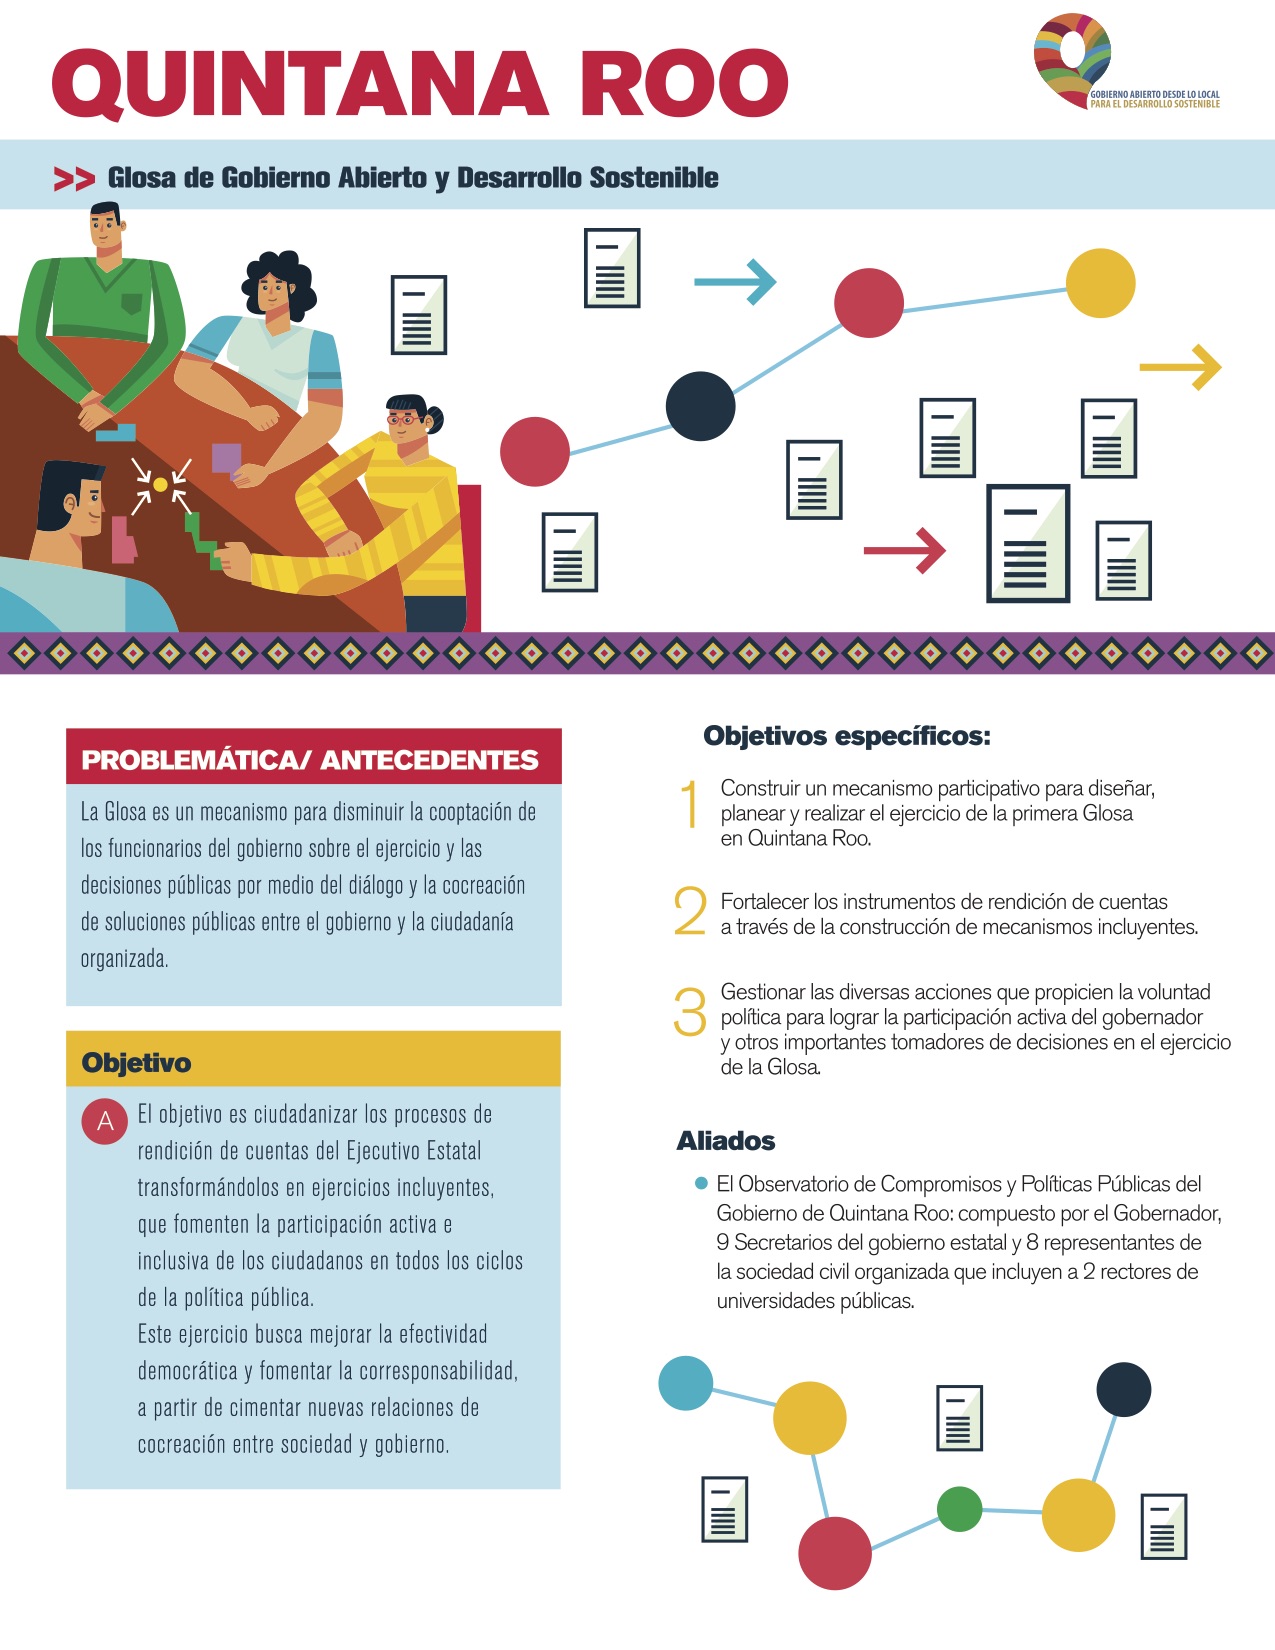 QUINTANA ROO
GOBIERNO ABIERTO DESDE LO LOCAL
PARA EL DESARROLLO SOSTENIBLE
>> Glosa de Gobierno Abierto y Desarrollo Sostenible
PROBLEMÁTICA/ ANTECEDENTES
La Glosa es un mecanismo para disminuir la cooptación de
los funcionarios del gobierno sobre el ejercicio y las
decisiones públicas por medio del diálogo y la cocreación
de soluciones públicas entre el gobierno y la ciudadanía
organizada.
Objetivo
A
El objetivo es ciudadanizar los procesos de
rendición de cuentas del Ejecutivo Estatal
transformándolos en ejercicios incluyentes,
que fomenten la participación activa e
inclusiva de los ciudadanos en todos los ciclos
de la política pública.
Este ejercicio busca mejorar la efectividad
democrática y fomentar la corresponsabilidad,
a partir de cimentar nuevas relaciones de
cocreación entre sociedad y gobierno.
Objetivos específicos:
1
Construir un mecanismo participativo para diseñar,
planear y realizar el ejercicio de la primera Glosa
en Quintana Roo.
2
Fortalecer los instrumentos de rendición de cuentas
a través de la construcción de mecanismos incluyentes.
3
Gestionar las diversas acciones que propicien la voluntad
política para lograr la participación activa del gobernador
y otros importantes tomadores de decisiones en el ejercicio
de la Glosa.
Aliados
El Observatorio de Compromisos y Políticas Públicas del
Gobierno de Quintana Roo: compuesto por el Gobernador,
9 Secretarios del gobierno estatal y 8 representantes de
la sociedad civil organizada que incluyen a 2 rectores de
universidades públicas.